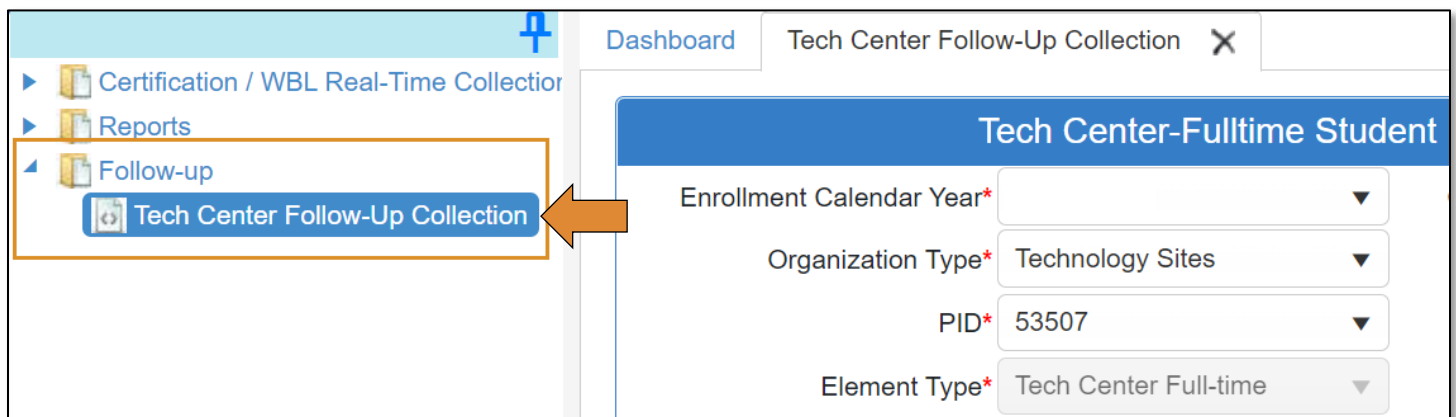 Dashboard
Tech Center Follow-Up Collection
Certification / WBL Real-Time Collection
Reports
Follow-up
Tech Center Follow-Up Collection
Tech Center-Fulltime Student
Enrollment Calendar Year*
Organization Type* Technology Sites
PID* 53507
Element Type* Tech Center Full-time